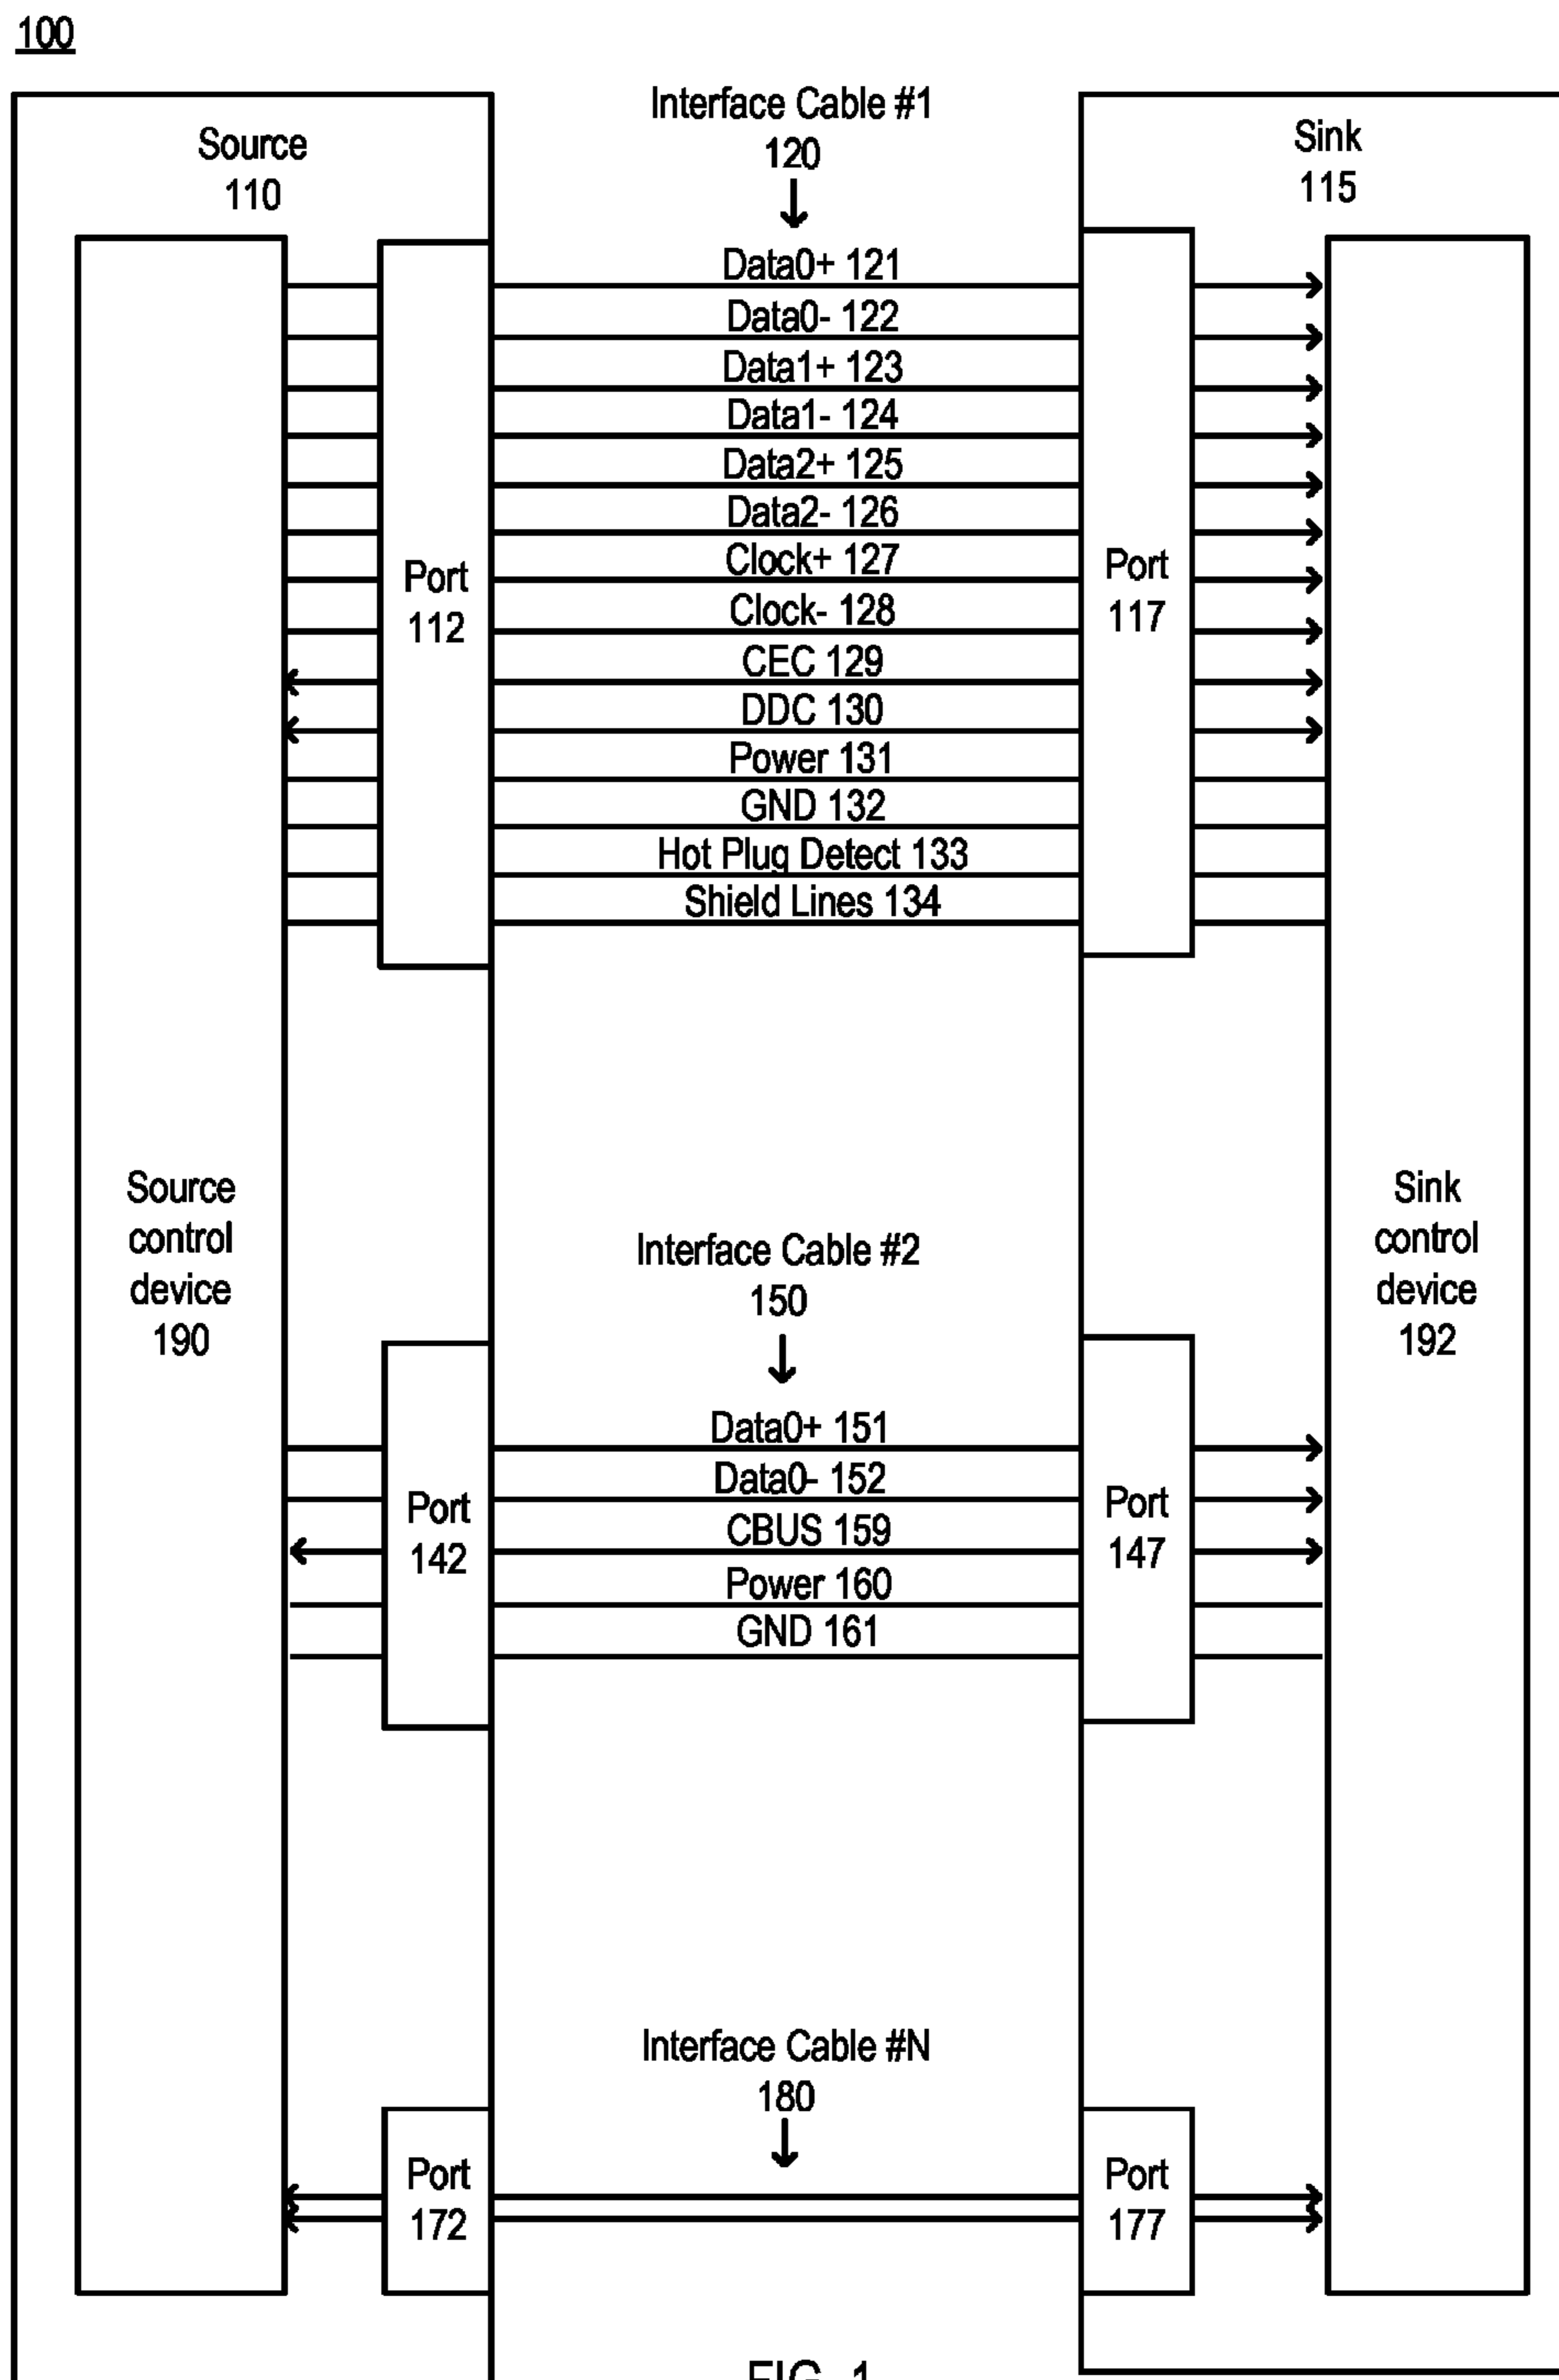 100
Source
110
Interface Cable #1
120
Sink
115
Data0+ 121
Data0- 122
Data1+ 123
Data1- 124
Data2+ 125
Data2- 126
Clock+ 127
Clock- 128
CEC 129
DDC 130
Power 131
GND 132
Hot Plug Detect 133
Shield Lines 134
Port
112
Port
117
Source
control
device
190
Interface Cable #2
150
Sink
control
device
192
Data0+ 151
Data0- 152
CBUS 159
Power 160
GND 161
Port
142
Port
147
Interface Cable #N
180
Port
172
Port
177
FIG. 1